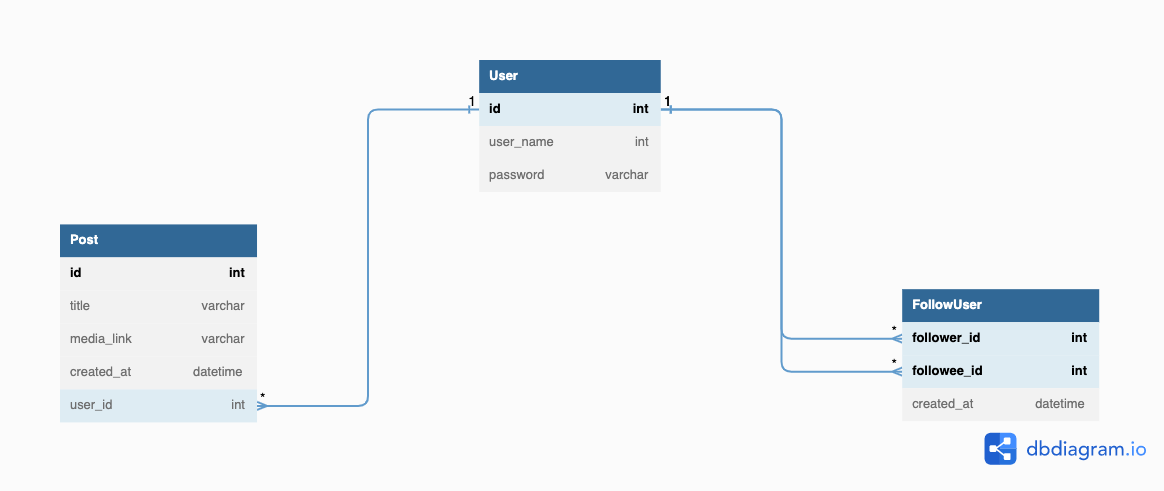 User
1 id int 1
user_name int
password varchar
Post
id int
title varchar
media_link varchar
created_at datetime
user_id int *
FollowUser
* follower_id int
* followee_id int
created_at datetime
dbdiagram.io